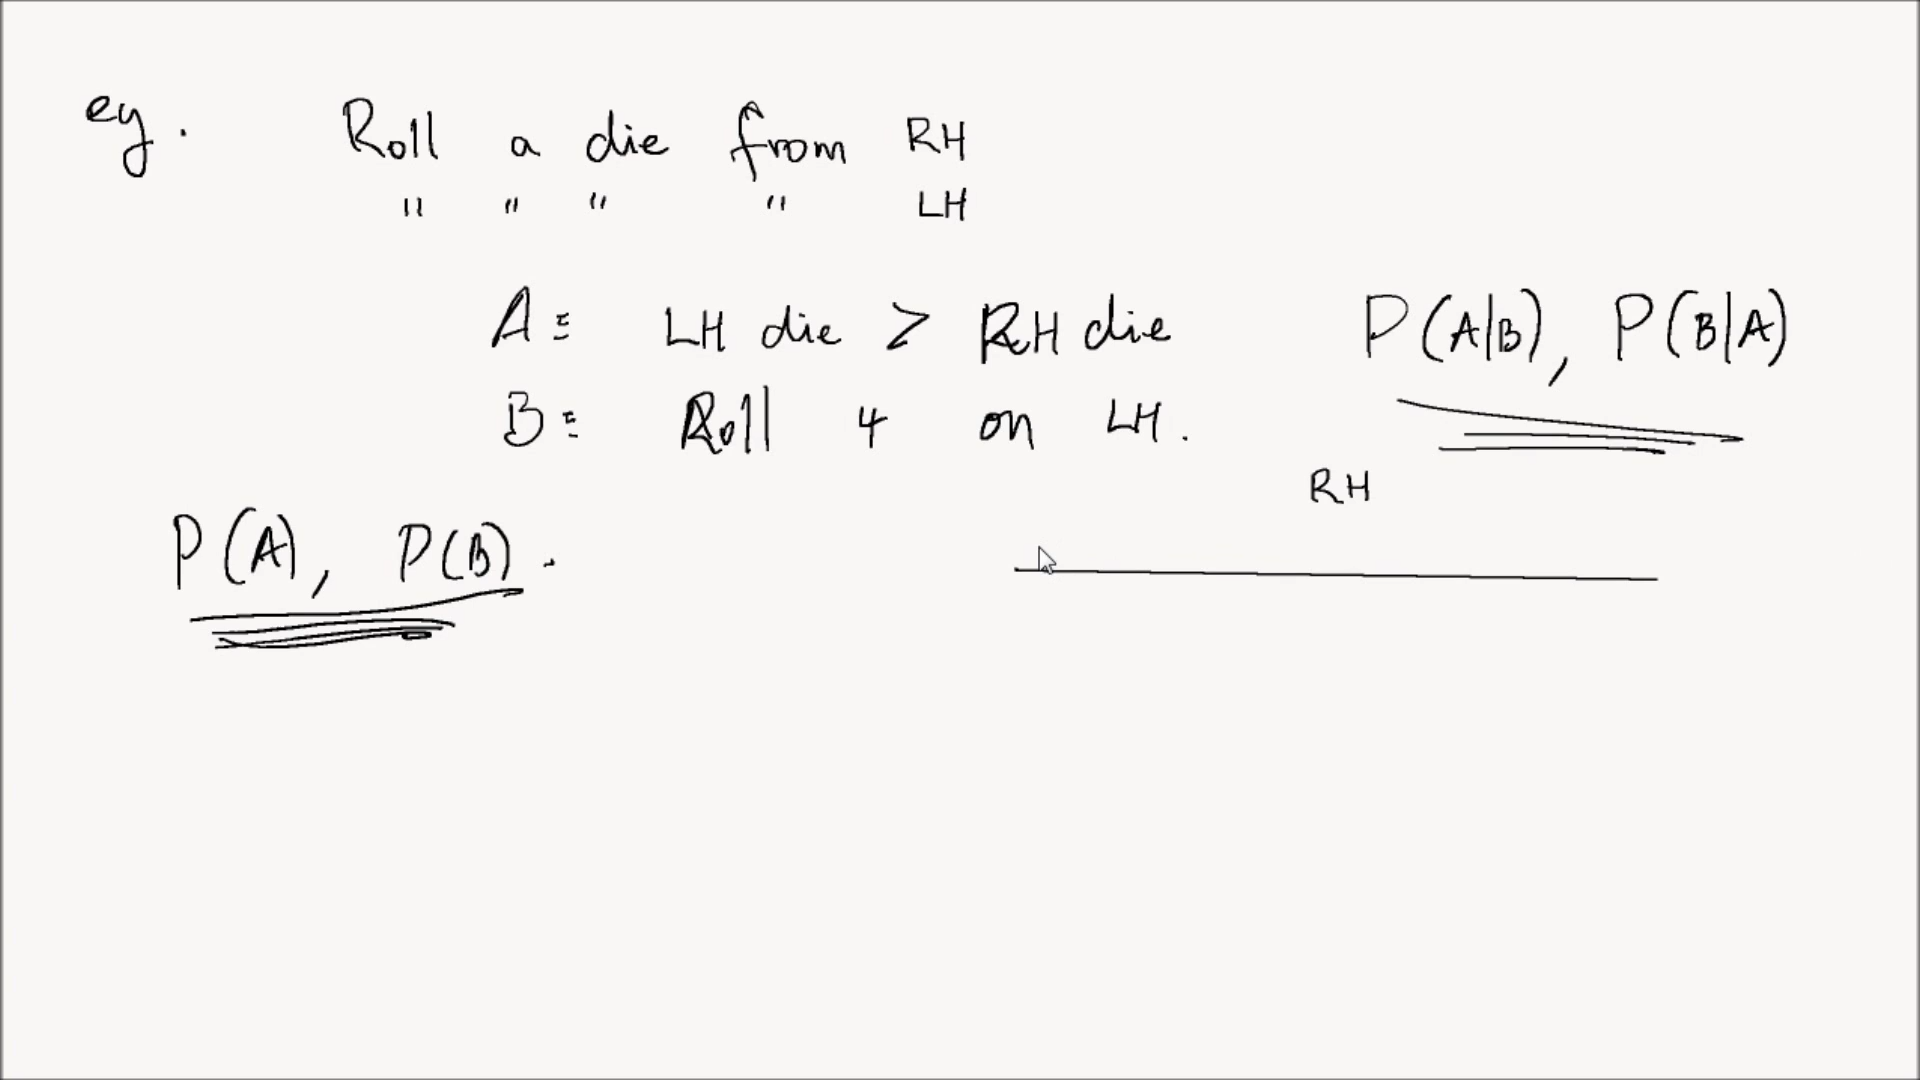 eg. Roll a die from RH
" " " " LH
A ≡ LH die > RH die P(A|B), P(B|A)
B ≡ Roll 4 on LH.
RH
P(A), P(B).